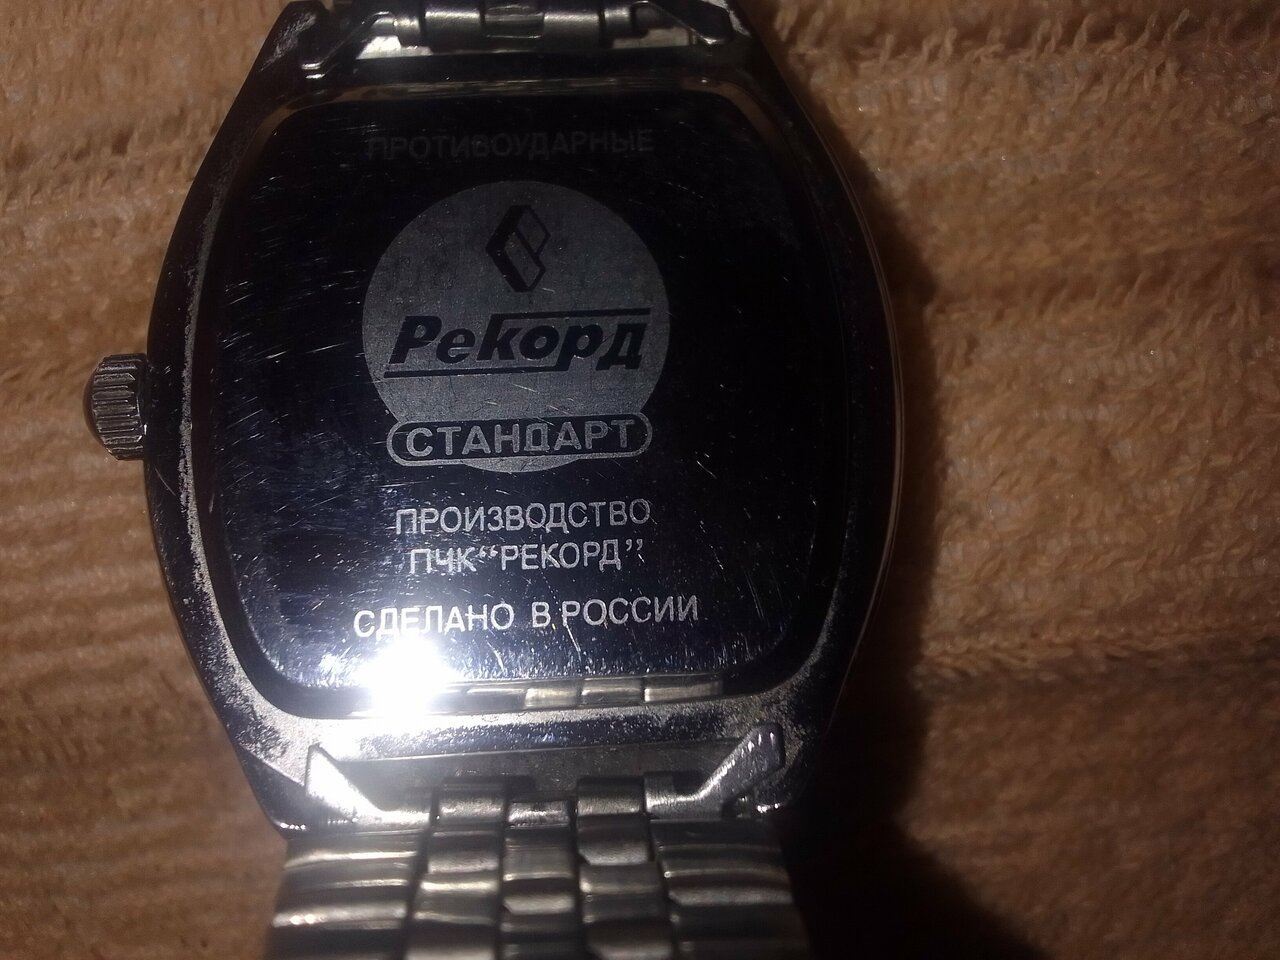 ПРОТИВОУДАРНЫЕ
Рекорд
СТАНДАРТ
ПРОИЗВОДСТВО
ПЧК "РЕКОРД"
СДЕЛАНО В РОССИИ